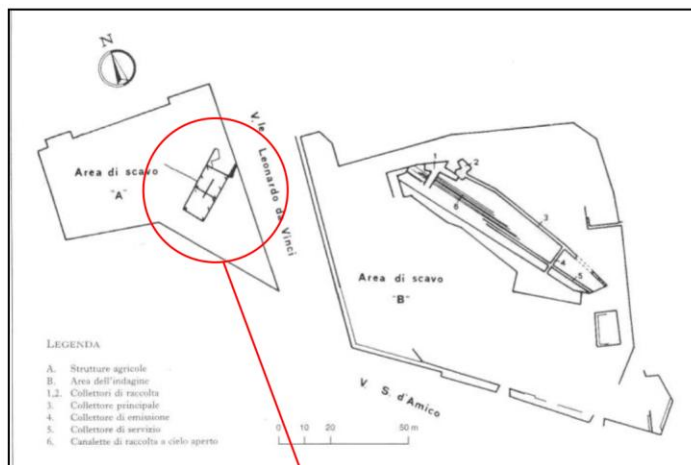 N
V.le Leonardo da Vinci
Area di scavo
"A"
1
2
3
4
5
6
Area di scavo
"B"
V. S. d'Amico
LEGENDA
A. Strutture agricole
B. Area dell'indagine
1,2. Collettori di raccolta
3. Collettore principale
4. Collettore di emissione
5. Collettore di servizio
6, Canalette di raccolta a cielo aperto
0 10 20 50 m